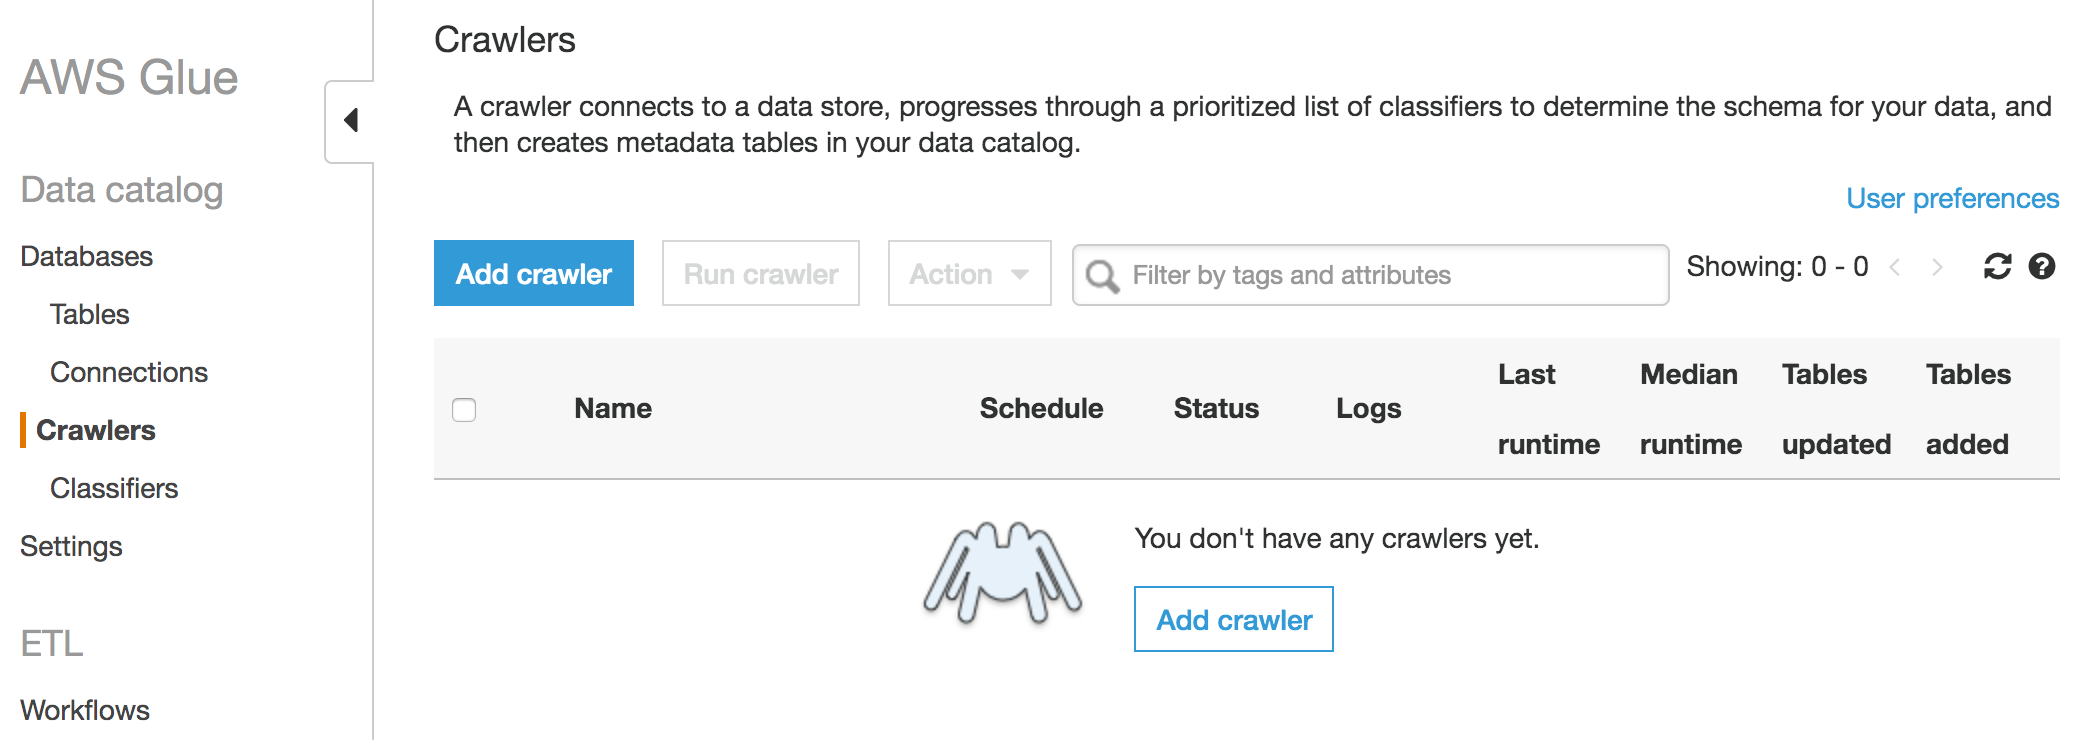 AWS Glue
Data catalog
Databases
Tables
Connections
Crawlers
Classifiers
Settings
ETL
Workflows
Crawlers
A crawler connects to a data store, progresses through a prioritized list of classifiers to determine the schema for your data, and
then creates metadata tables in your data catalog.
User preferences
Add crawler
Run crawler
Action
Filter by tags and attributes
Showing: 0 - 0
Name
Schedule
Status
Logs
Last
runtime
Median
runtime
Tables
updated
Tables
added
You don't have any crawlers yet.
Add crawler